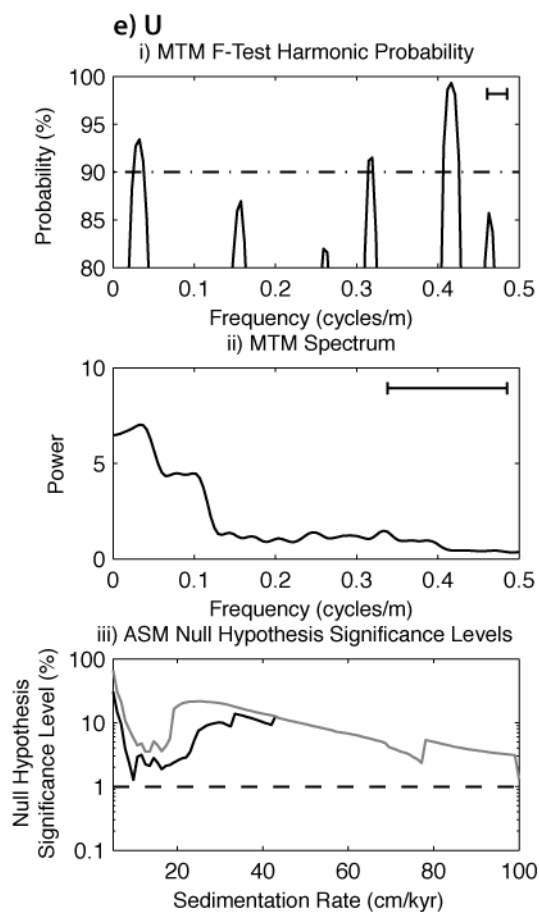 e) U
i) MTM F-Test Harmonic Probability
100
95
90
85
80
Probability (%)
0 0.1 0.2 0.3 0.4 0.5
Frequency (cycles/m)
ii) MTM Spectrum
10
5
0
Power
0 0.1 0.2 0.3 0.4 0.5
Frequency (cycles/m)
iii) ASM Null Hypothesis Significance Levels
100
10
1
0.1
Null Hypothesis
Significance Level (%)
20 40 60 80 100
Sedimentation Rate (cm/kyr)